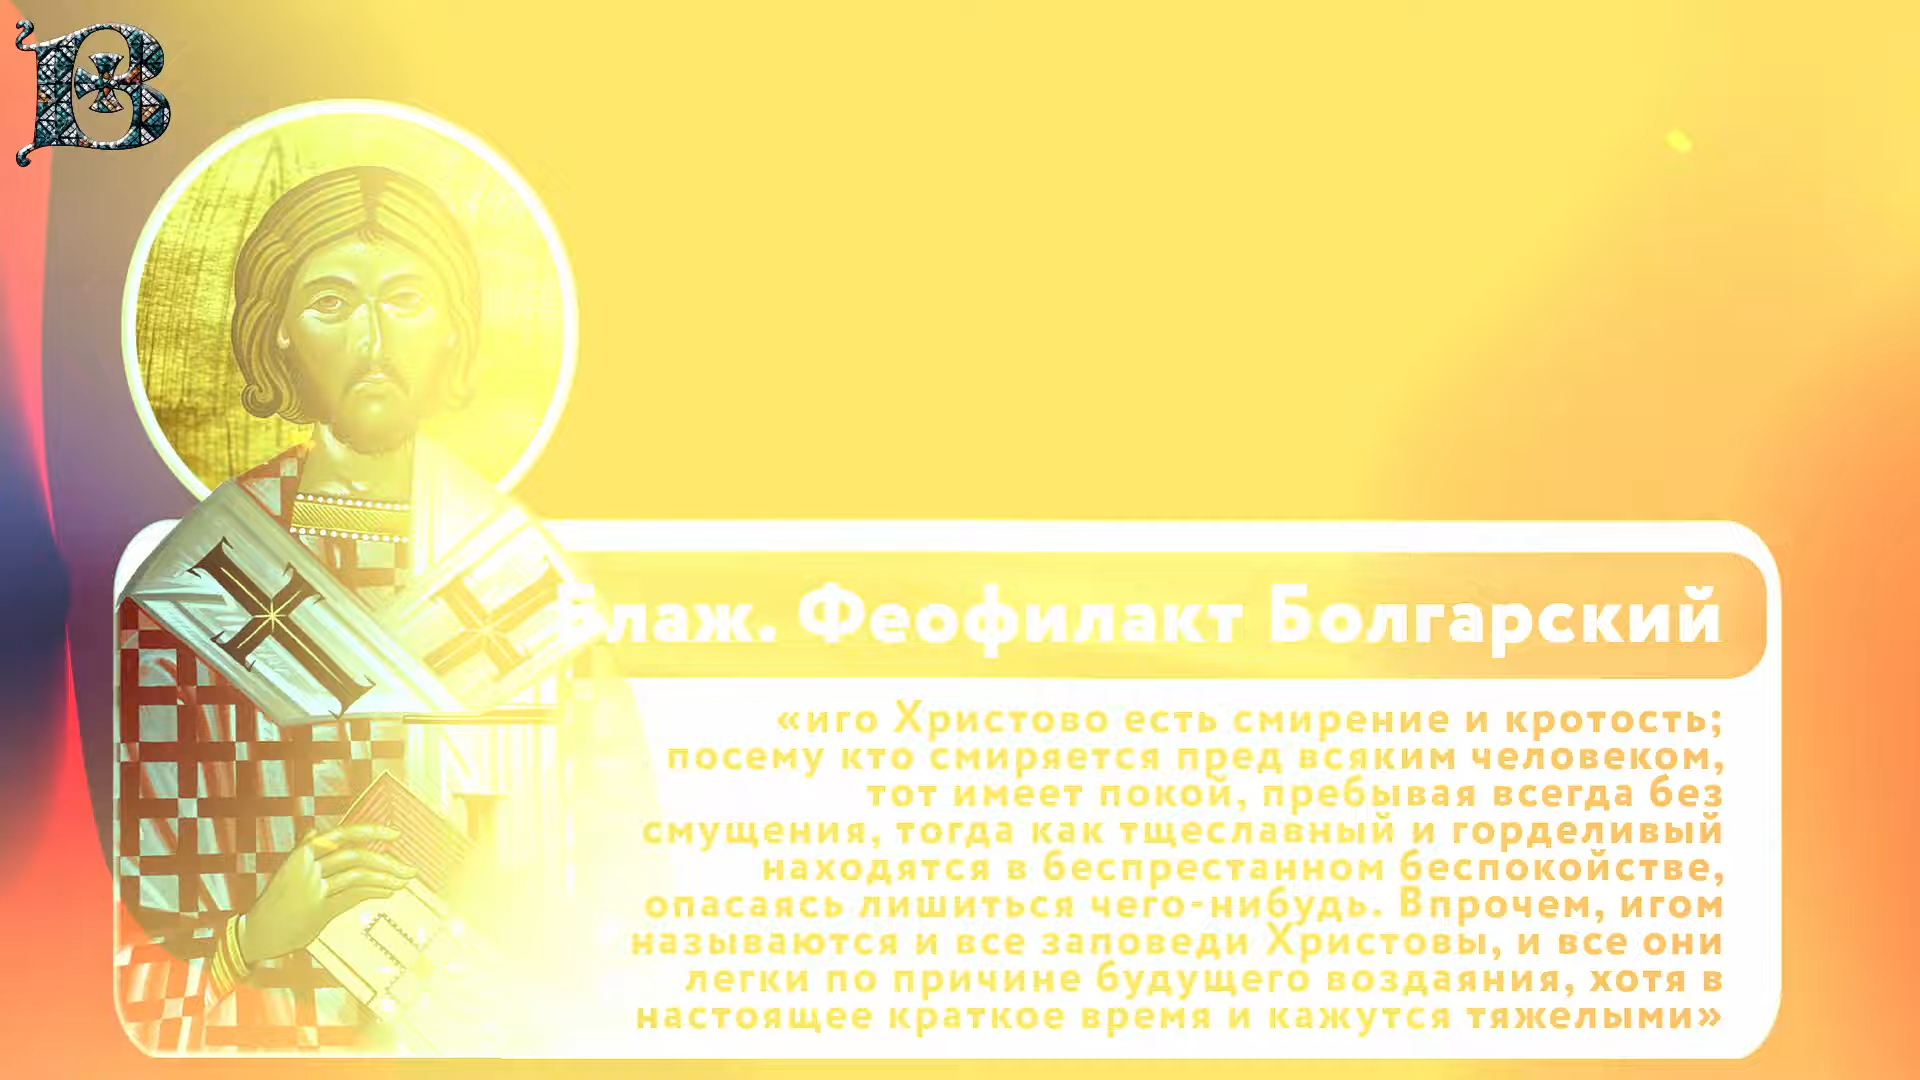 В
Блаж. Феофилакт Болгарский
«иго Христово есть смирение и кротость;
посему кто смиряется пред всяким человеком,
тот имеет покой, пребывая всегда без
смущения, тогда как тщеславный и горделивый
находятся в беспрестанном беспокойстве,
опасаясь лишиться чего-нибудь. Впрочем, игом
называются и все заповеди Христовы, и все они
легки по причине будущего воздаяния, хотя в
настоящее краткое время и кажутся тяжелыми»